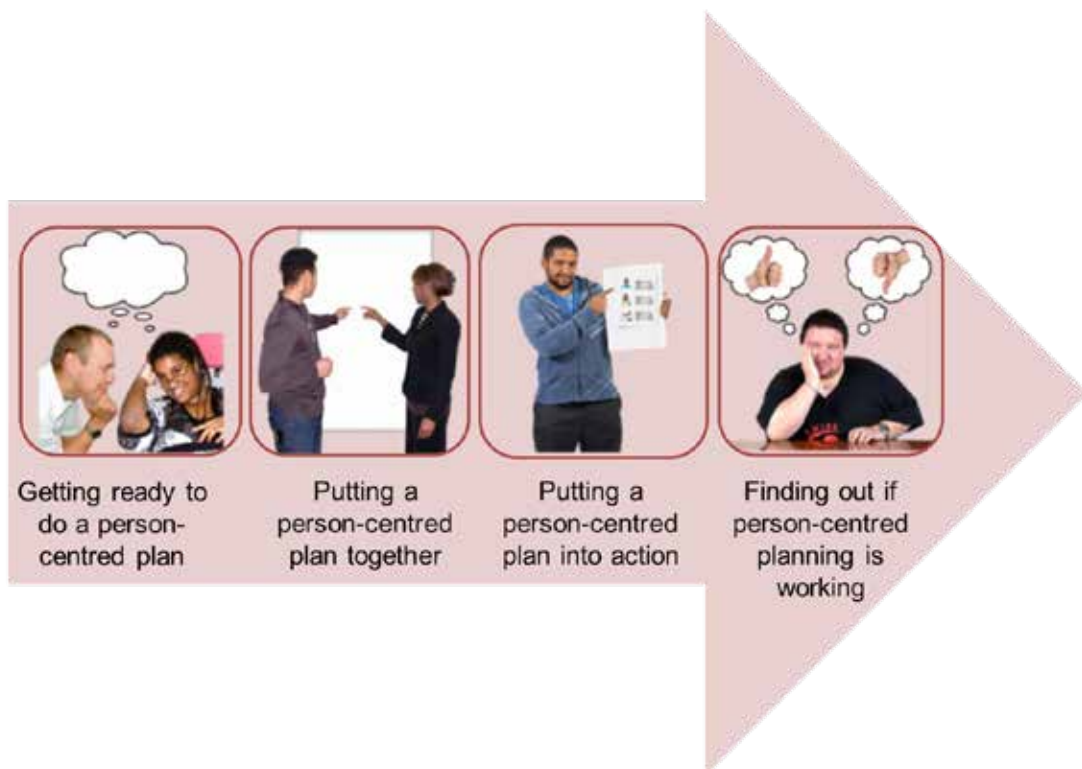 Getting ready to
do a person-
centred plan
Putting a
person-centred
plan together
Putting a
person-centred
plan into action
Finding out if
person-centred
planning is
working